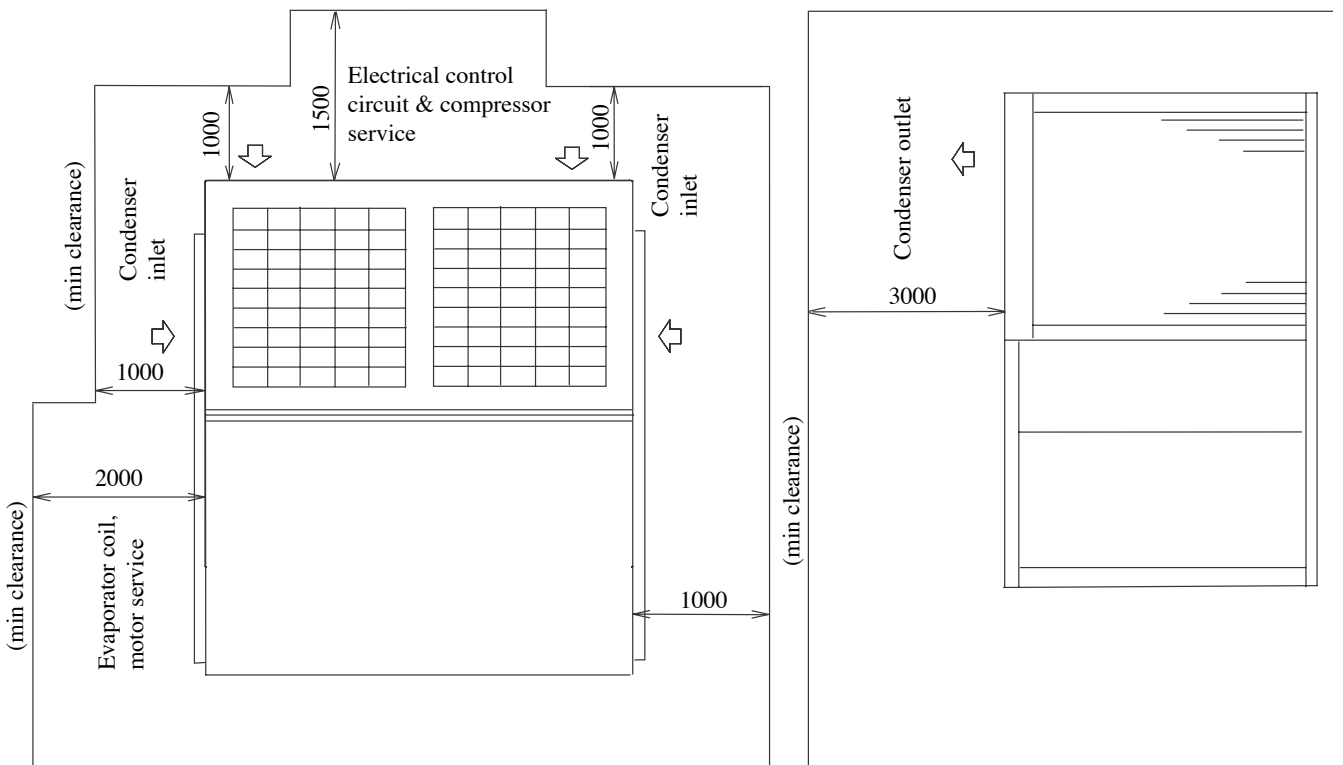 1500
Electrical control
circuit & compressor
service
1000
1000
(min clearance)
Condenser
inlet
Condenser
inlet
1000
2000
(min clearance)
Evaporator coil,
motor service
1000
Condenser outlet
3000
(min clearance)